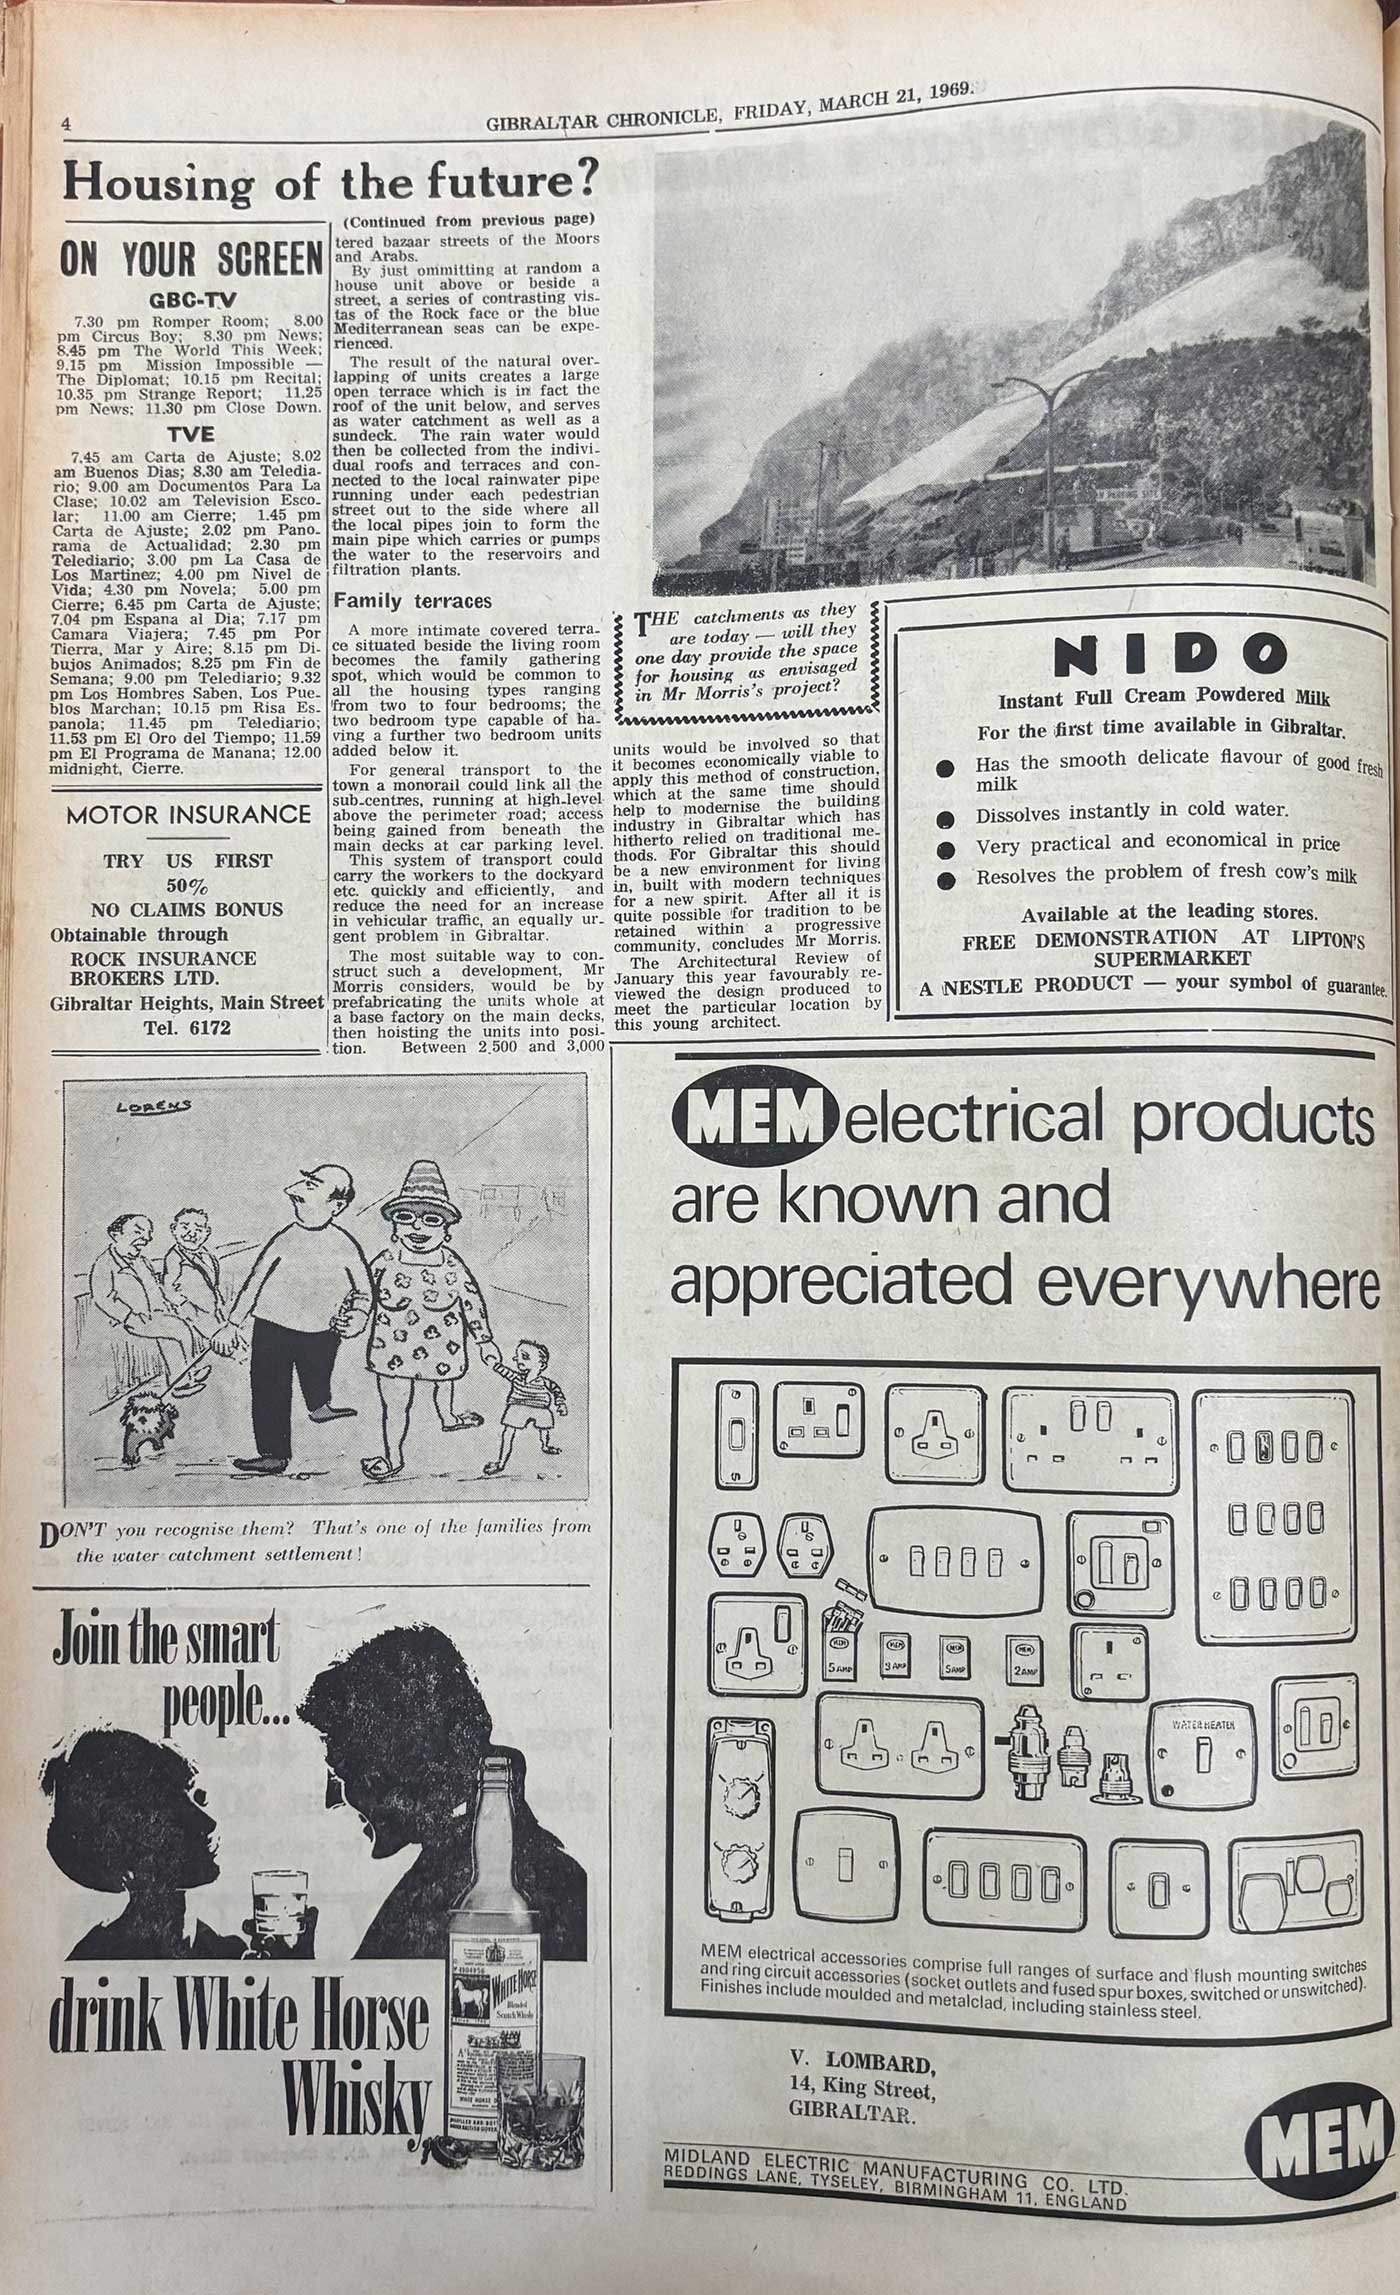 4
GIBRALTAR CHRONICLE, FRIDAY, MARCH 21, 1969.
Housing of the future?
ON YOUR SCREEN
GBC-TV
7.30 pm Romper Room; 8.00
pm Circus Boy; 8.30 pm News;
8.45 pm The World This Week;
9.15 pm Mission Impossible —
The Diplomat; 10.15 pm Recital;
10.35 pm Strange Report; 11.25
pm News; 11.30 pm Close Down.
TVE
7.45 am Carta de Ajuste; 8.02
am Buenos Dias; 8.30 am Teledia-
rio; 9.00 am Documentos Para La
Clase; 10.02 am Television Esco-
lar; 11.00 am Cierre; 1.45 pm
Carta de Ajuste; 2.02 pm Pano-
rama de Actualidad; 2.30 pm
Telediario; 3.00 pm La Casa de
Los Martinez; 4.00 pm Nivel de
Vida; 4.30 pm Novela; 5.00 pm
Cierre; 6.45 pm Carta de Ajuste;
7.04 pm Espana al Dia; 7.17 pm
Camara Viajera; 7.45 pm Por
Tierra, Mar y Aire; 8.15 pm Di-
bujos Animados; 8.25 pm Fin de
Semana; 9.00 pm Telediario; 9.32
pm Los Hombres Saben, Los Pue-
blos Marchan; 10.15 pm Risa Es-
panola; 11.45 pm Telediario;
11.53 pm El Oro del Tiempo; 11.59
pm El Programa de Manana; 12.00
midnight, Cierre.
MOTOR INSURANCE
TRY US FIRST
50%
NO CLAIMS BONUS
Obtainable through
ROCK INSURANCE
BROKERS LTD.
Gibraltar Heights, Main Street
Tel. 6172
(Continued from previous page)
tered bazaar streets of the Moors
and Arabs.
By just ommitting at random a
house unit above or beside a
street, a series of contrasting vis-
tas of the Rock face or the blue
Mediterranean seas can be expe-
rienced.
The result of the natural over-
lapping of units creates a large
open terrace which is in fact the
roof of the unit below, and serves
as water catchment as well as a
sundeck. The rain water would
then be collected from the indivi-
dual roofs and terraces and con-
nected to the local rainwater pipe
running under each pedestrian
street out to the side where all
the local pipes join to form the
main pipe which carries or pumps
the water to the reservoirs and
filtration plants.
Family terraces
A more intimate covered terra-
ce situated beside the living room
becomes the family gathering
spot, which would be common to
all the housing types ranging
from two to four bedrooms; the
two bedroom type capable of ha-
ving a further two bedroom units
added below it.
For general transport to the
town a monorail could link all the
sub-centres, running at high-level
above the perimeter road; access
being gained from beneath the
main decks at car parking level.
This system of transport could
carry the workers to the dockyard
etc. quickly and efficiently, and
reduce the need for an increase
in vehicular traffic, an equally ur-
gent problem in Gibraltar.
The most suitable way to con-
struct such a development, Mr
Morris considers, would be by
prefabricating the units whole at
a base factory on the main decks,
then hoisting the units into posi-
tion. Between 2,500 and 3,000
PARKING SITE
THE catchments as they
are today — will they
one day provide the space
for housing as envisaged
in Mr Morris's project?
units would be involved so that
it becomes economically viable to
apply this method of construction,
which at the same time should
help to modernise the building
industry in Gibraltar which has
hitherto relied on traditional me-
thods. For Gibraltar this should
be a new environment for living
in, built with modern techniques
for a new spirit. After all it is
quite possible for tradition to be
retained within a progressive
community, concludes Mr Morris.
The Architectural Review of
January this year favourably re-
viewed the design produced to
meet the particular location by
this young architect.
NIDO
Instant Full Cream Powdered Milk
For the first time available in Gibraltar.
● Has the smooth delicate flavour of good fresh
milk
● Dissolves instantly in cold water.
● Very practical and economical in price
● Resolves the problem of fresh cow's milk
Available at the leading stores.
FREE DEMONSTRATION AT LIPTON'S
SUPERMARKET
A NESTLE PRODUCT — your symbol of guarantee.
LORENS
DON'T you recognise them? That's one of the families from
the water catchment settlement!
Join the smart
people...
drink White Horse
Whisky
WHITE HORSE
Blended
Scotch Whisky
MEM electrical products
are known and
appreciated everywhere
MEM
5 AMP
MEM
3 AMP
MEM
5 AMP
MEM
2 AMP
WATER HEATER
MEM electrical accessories comprise full ranges of surface and flush mounting switches
and ring circuit accessories (socket outlets and fused spur boxes, switched or unswitched).
Finishes include moulded and metalclad, including stainless steel.
V. LOMBARD,
14, King Street,
GIBRALTAR.
MEM
MIDLAND ELECTRIC MANUFACTURING CO. LTD.
REDDINGS LANE, TYSELEY, BIRMINGHAM 11, ENGLAND